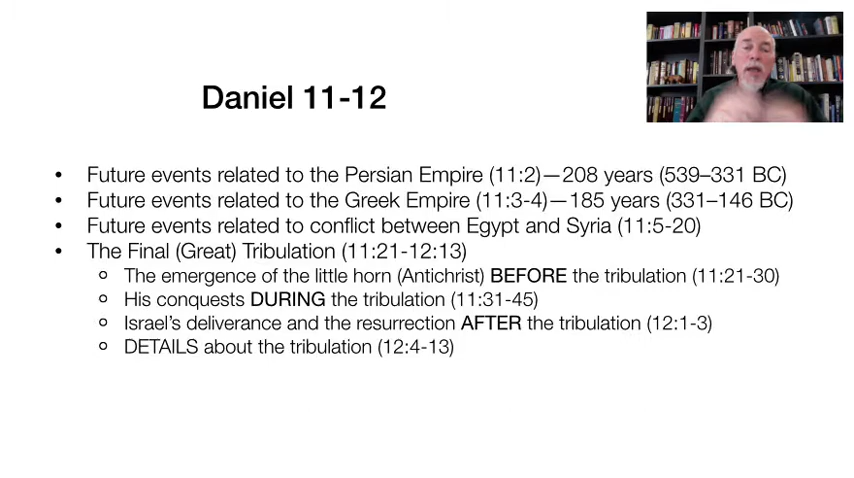 Daniel 11-12
• Future events related to the Persian Empire (11:2)—208 years (539–331 BC)
• Future events related to the Greek Empire (11:3-4)—185 years (331–146 BC)
• Future events related to conflict between Egypt and Syria (11:5-20)
• The Final (Great) Tribulation (11:21-12:13)
○ The emergence of the little horn (Antichrist) BEFORE the tribulation (11:21-30)
○ His conquests DURING the tribulation (11:31-45)
○ Israel’s deliverance and the resurrection AFTER the tribulation (12:1-3)
○ DETAILS about the tribulation (12:4-13)